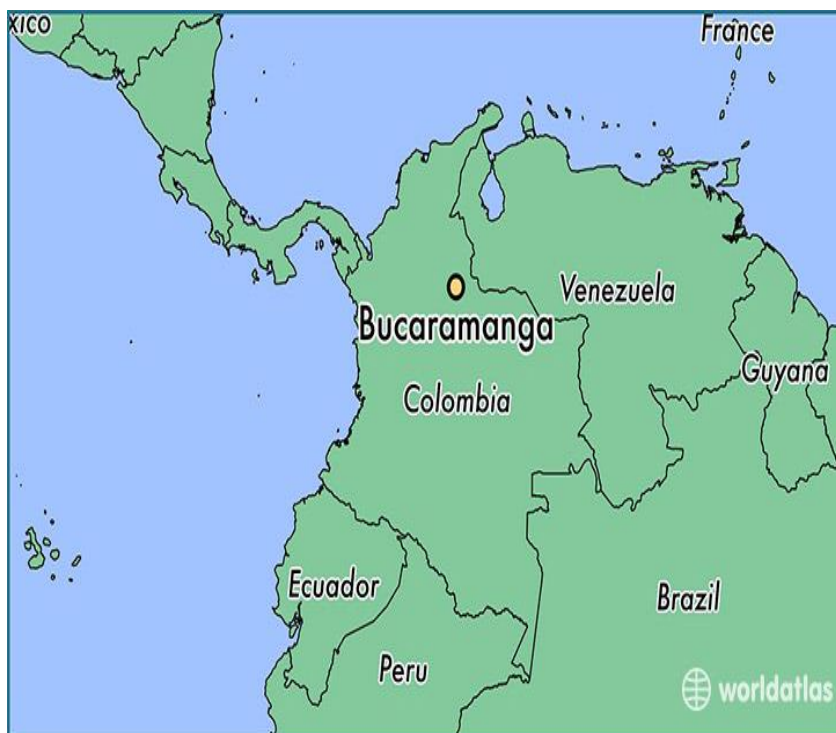 XICO
France
Venezuela
Bucaramanga
Guyana
Colombia
Ecuador
Brazil
Peru
worldatlas